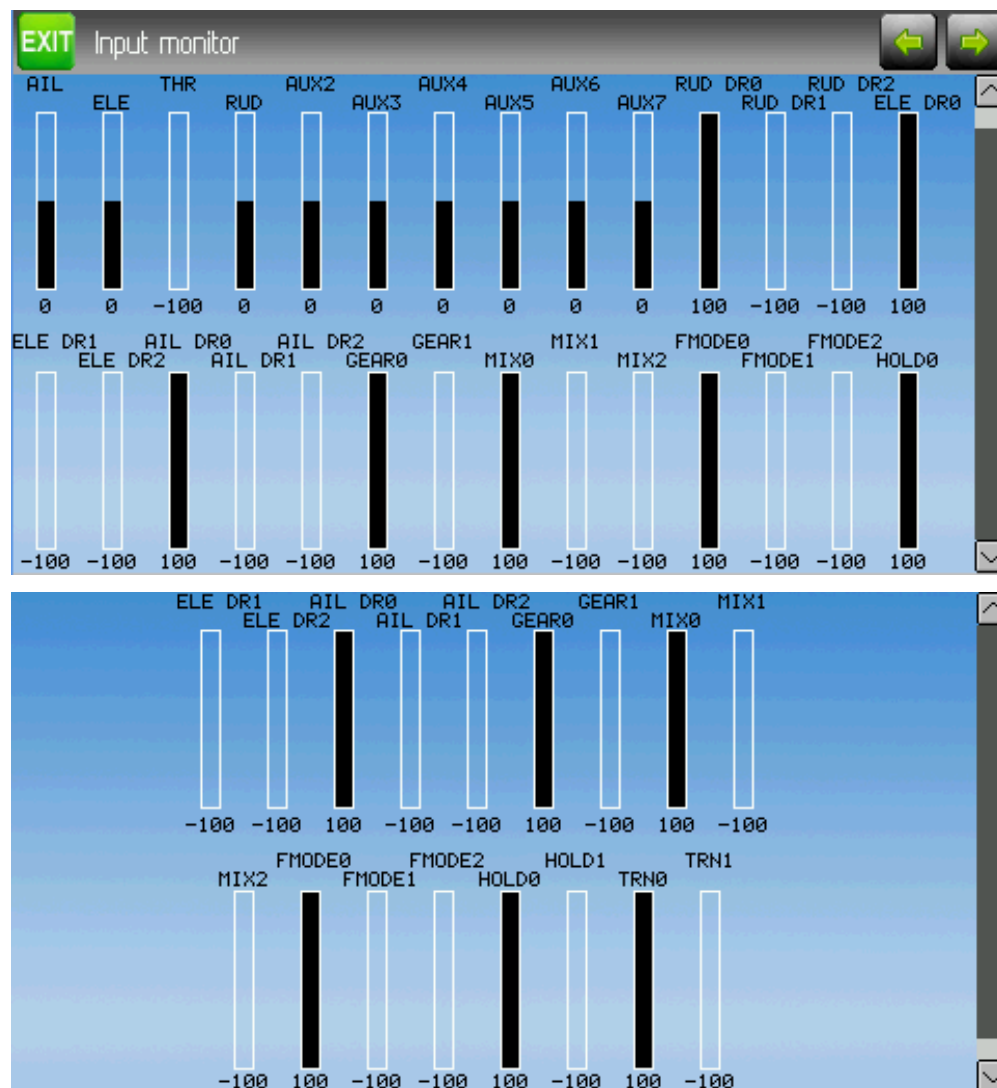 EXIT Input monitor
AIL THR AUX2 AUX4 AUX6 RUD DR0 RUD DR2
ELE RUD AUX3 AUX5 AUX7 RUD DR1 ELE DR0
0 0 -100 0 0 0 0 0 0 0 100 -100 -100 100
ELE DR1 AIL DR0 AIL DR2 GEAR1 MIX1 FMODE0 FMODE2
ELE DR2 AIL DR1 GEAR0 MIX0 MIX2 FMODE1 HOLD0
-100 -100 100 -100 -100 100 -100 100 -100 -100 100 -100 -100 100
ELE DR1 AIL DR0 AIL DR2 GEAR1 MIX1
ELE DR2 AIL DR1 GEAR0 MIX0
-100 -100 100 -100 -100 100 -100 100 -100
FMODE0 FMODE2 HOLD1 TRN1
MIX2 FMODE1 HOLD0 TRN0
-100 100 -100 -100 100 -100 100 -100